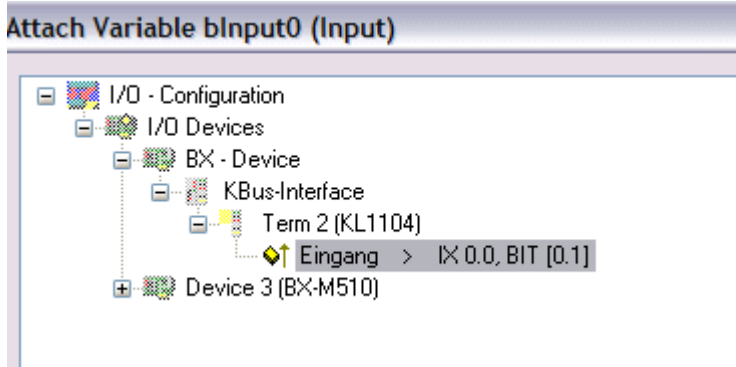 Attach Variable bInput0 (Input)
I/O - Configuration
I/O Devices
BX - Device
KBus-Interface
Term 2 (KL1104)
Eingang > IX 0.0, BIT [0.1]
Device 3 (BX-M510)